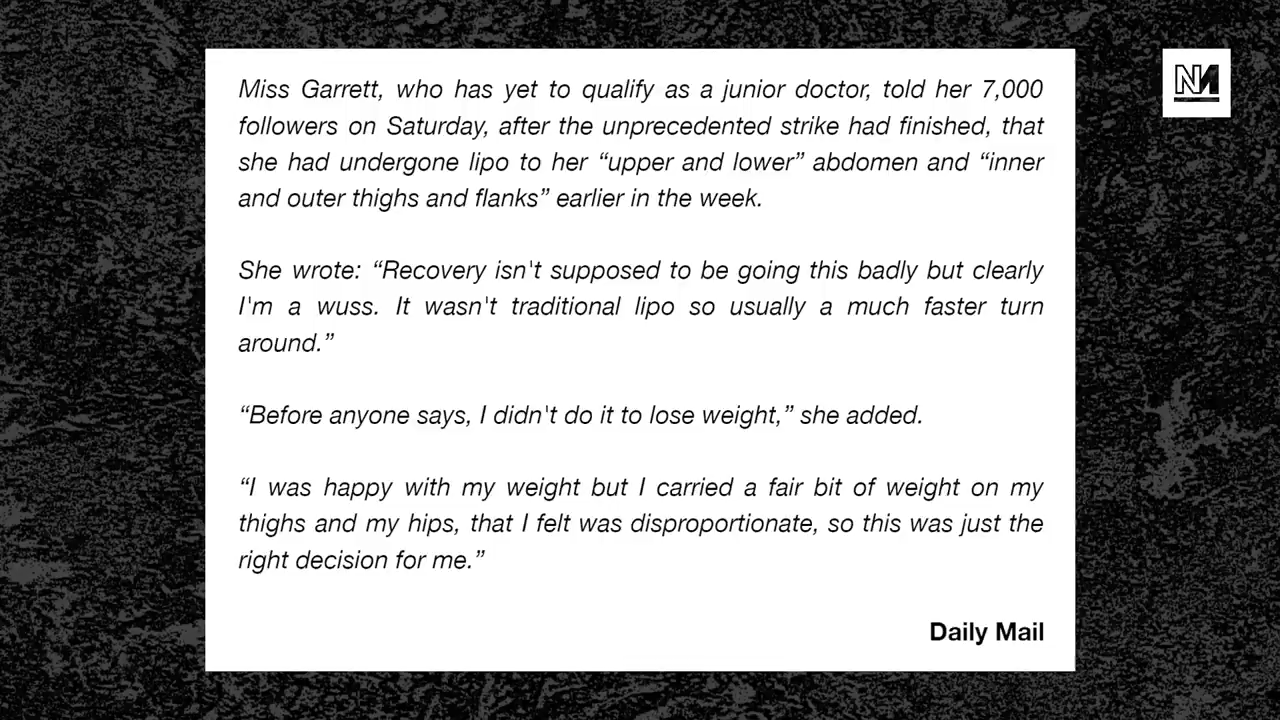 Miss Garrett, who has yet to qualify as a junior doctor, told her 7,000
followers on Saturday, after the unprecedented strike had finished, that
she had undergone lipo to her “upper and lower” abdomen and “inner
and outer thighs and flanks” earlier in the week.
She wrote: “Recovery isn't supposed to be going this badly but clearly
I'm a wuss. It wasn't traditional lipo so usually a much faster turn
around.”
“Before anyone says, I didn't do it to lose weight,” she added.
“I was happy with my weight but I carried a fair bit of weight on my
thighs and my hips, that I felt was disproportionate, so this was just the
right decision for me.”
Daily Mail
NM